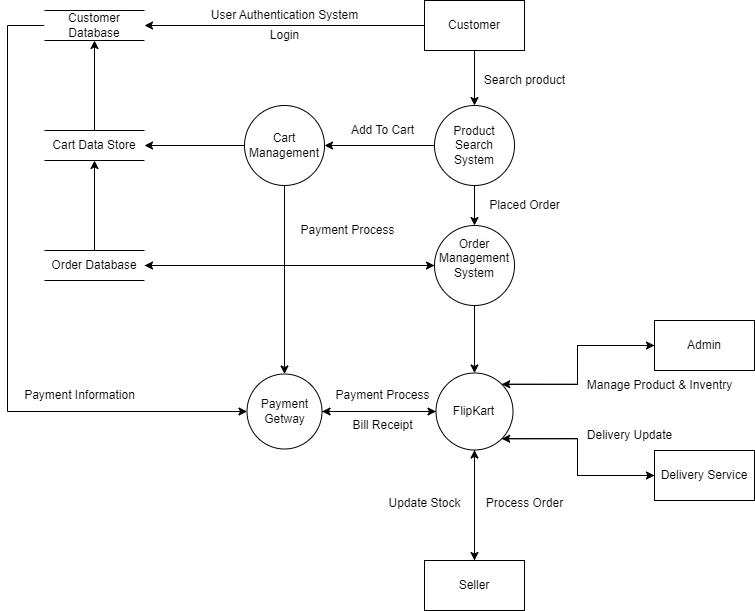 Customer
Database
User Authentication System
Login
Customer
Search product
Cart Data Store
Cart
Management
Add To Cart
Product
Search
System
Placed Order
Payment Process
Order Database
Order
Management
System
Admin
Manage Product & Inventry
Payment Information
Payment
Getway
Payment Process
Bill Receipt
FlipKart
Delivery Update
Delivery Service
Update Stock
Process Order
Seller